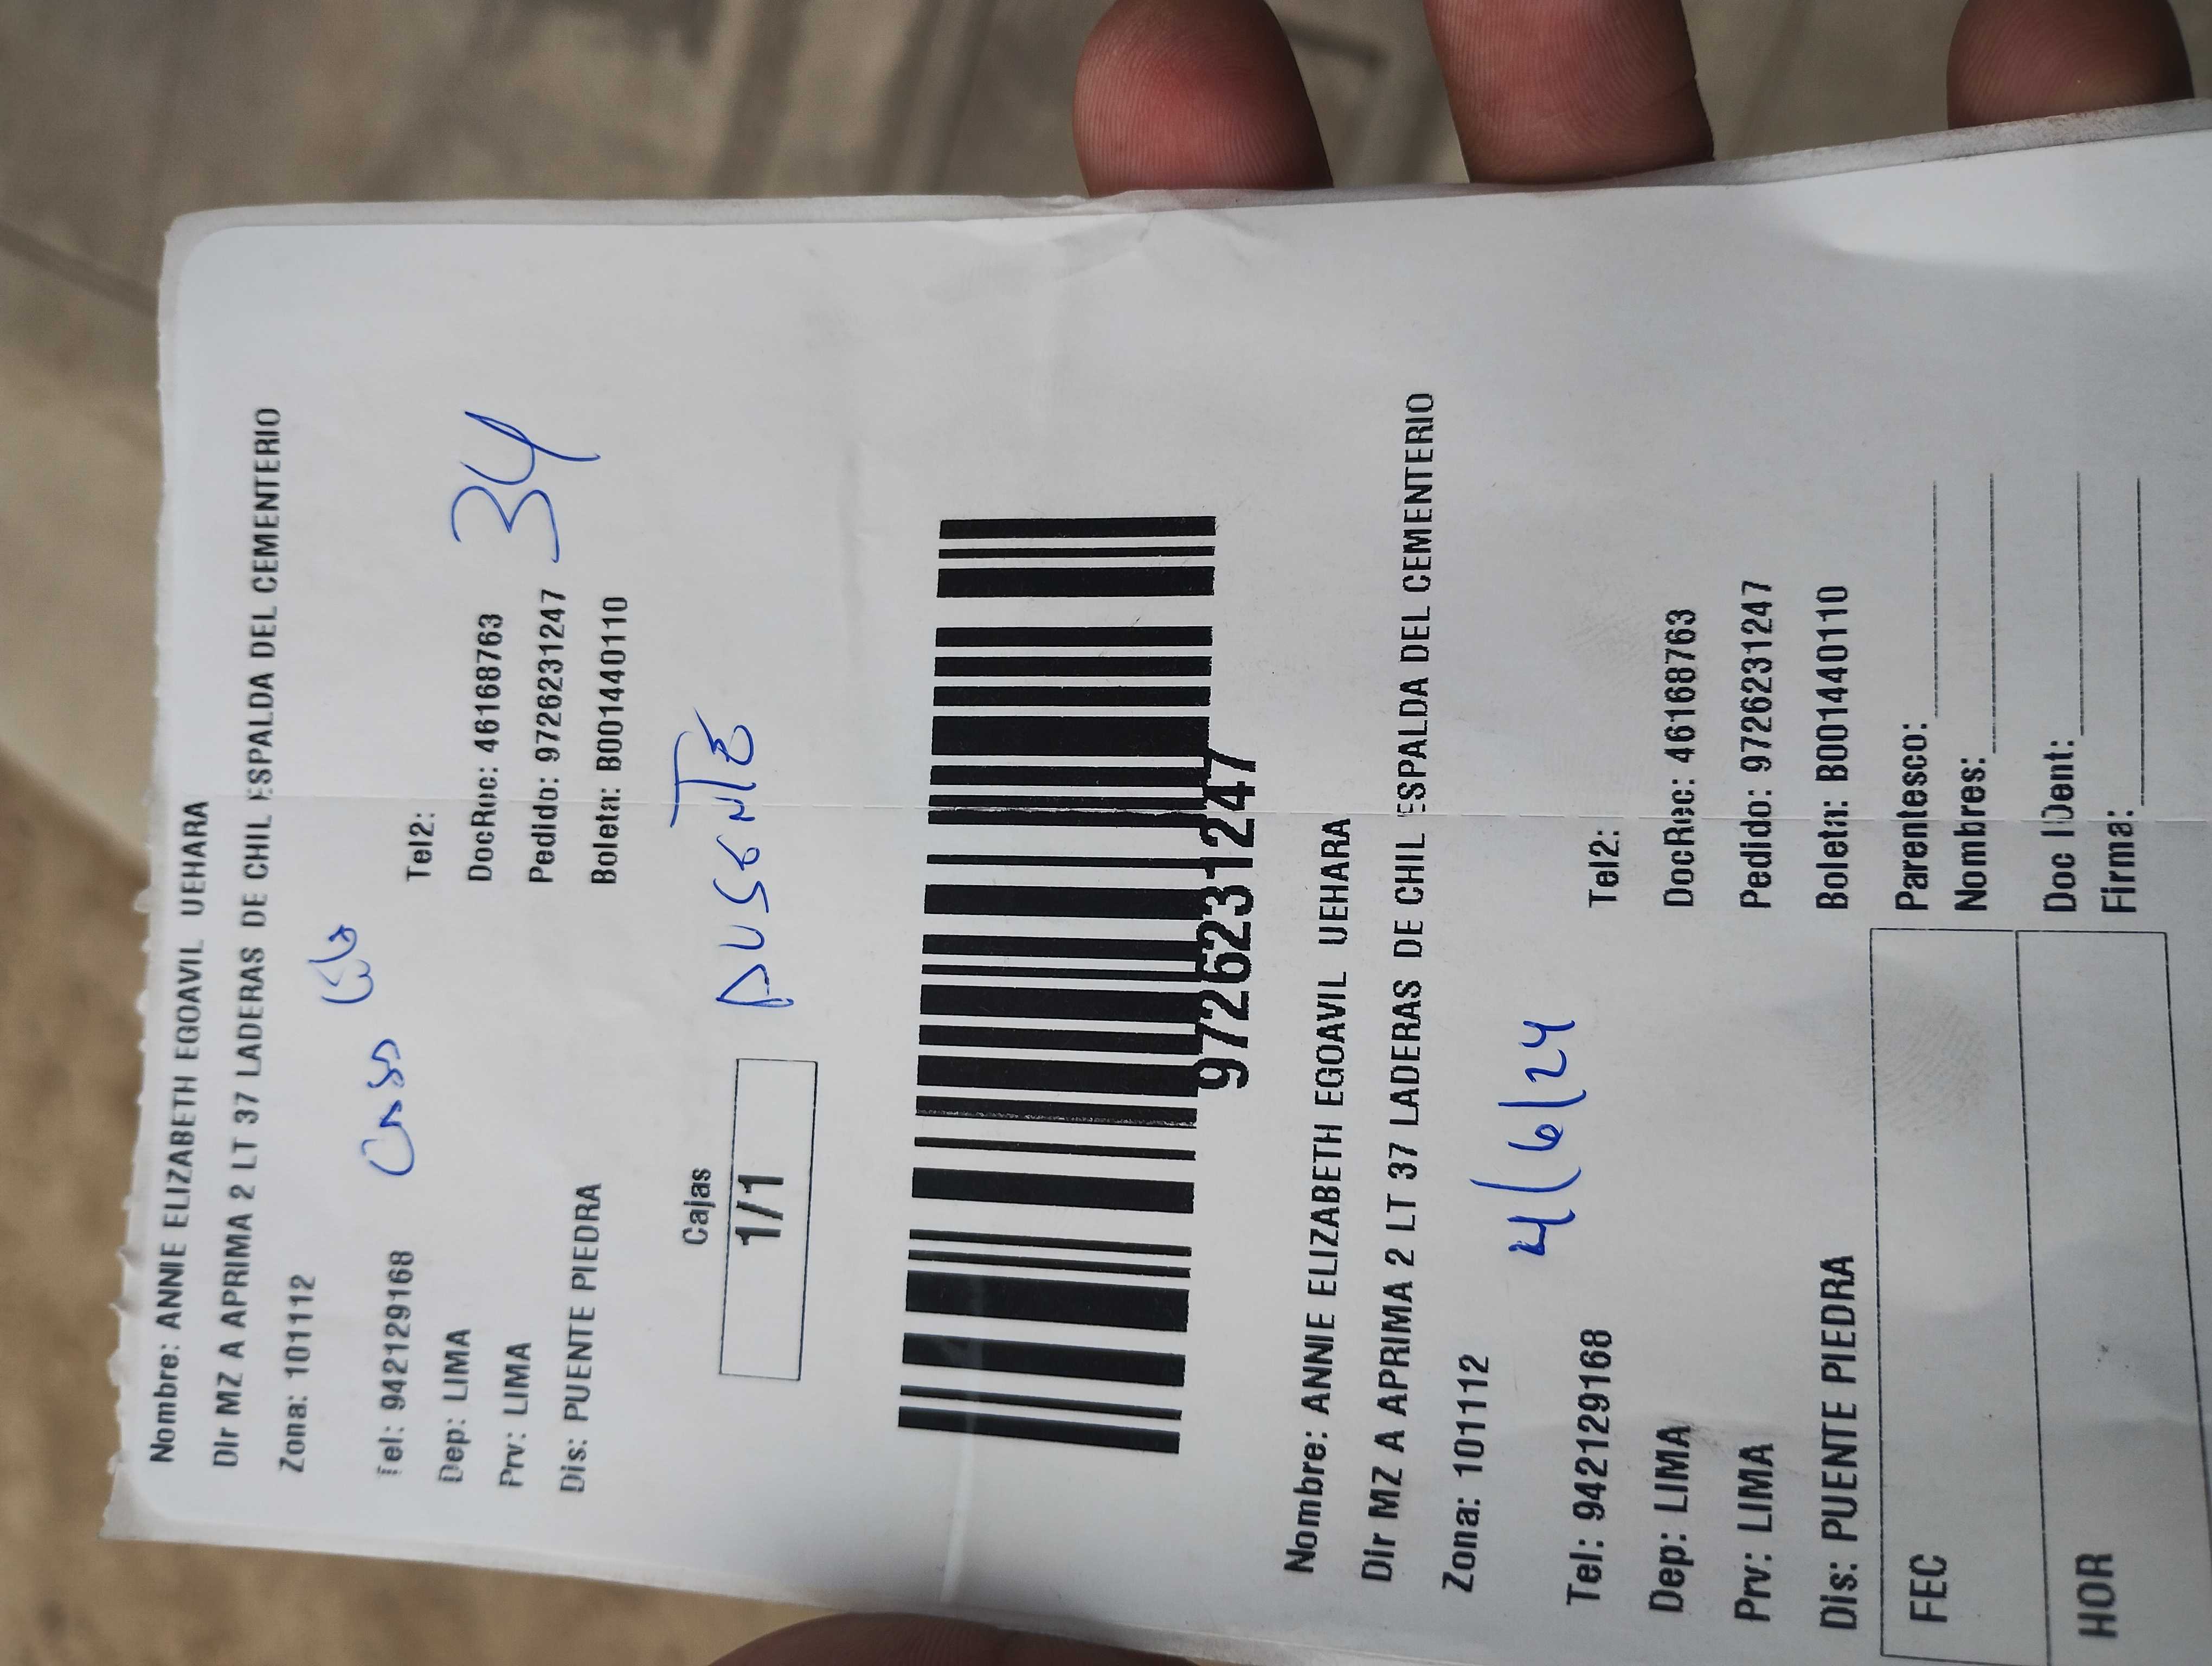 Nombre: ANNIE ELIZABETH EGOAVIL UEHARA
Dir MZ A APRIMA 2 LT 37 LADERAS DE CHIL ESPALDA DEL CEMENTERIO
Zona: 101112
Tel: 942129168 Tel2:
Dep: LIMA DocRec: 46168763
34
Prv: LIMA Pedido: 9726231247
Dis: PUENTE PIEDRA Boleta: B001440110
Cajas
1/1
AUSENTE
9726231247
Nombre: ANNIE ELIZABETH EGOAVIL UEHARA
Dir MZ A APRIMA 2 LT 37 LADERAS DE CHIL ESPALDA DEL CEMENTERIO
Zona: 101112
4/6/24
Tel: 942129168 Tel2:
Dep: LIMA DocRec: 46168763
Prv: LIMA Pedido: 9726231247
Dis: PUENTE PIEDRA Boleta: B001440110
FEC Parentesco:
Nombres:
HOR Doc IDent:
Firma: